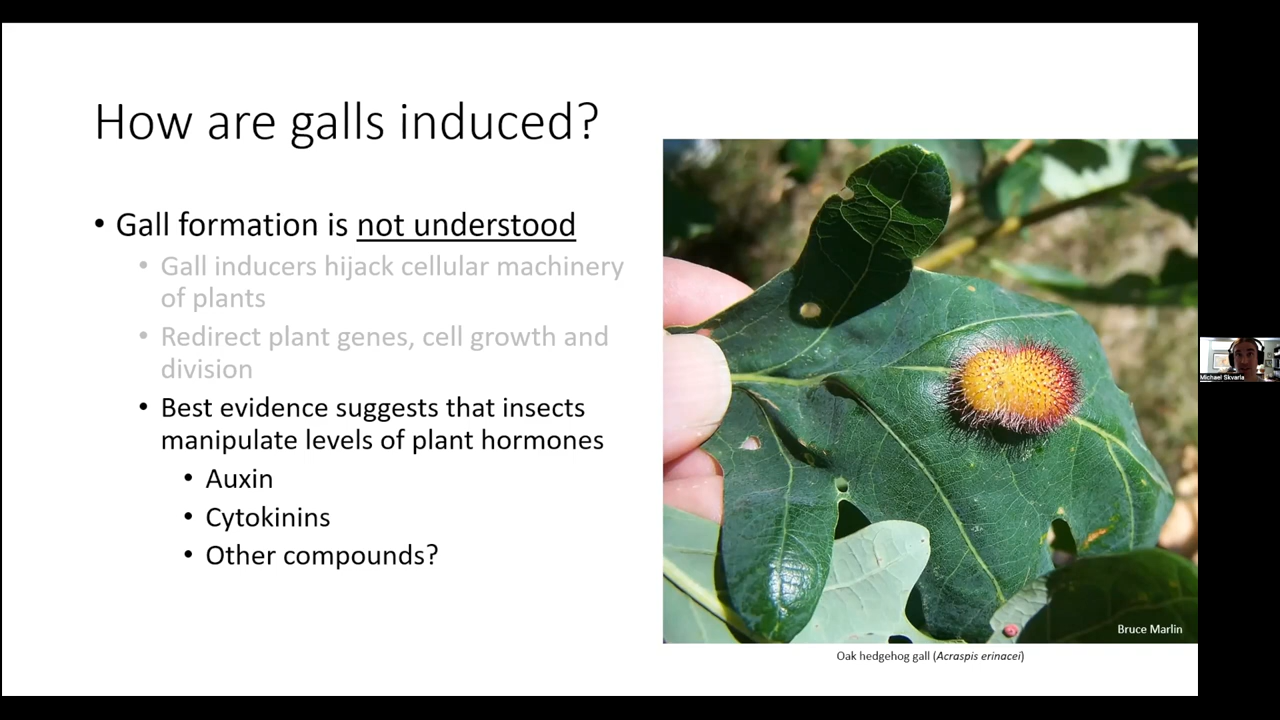 How are galls induced?
• Gall formation is not understood
• Gall inducers hijack cellular machinery
of plants
• Redirect plant genes, cell growth and
division
• Best evidence suggests that insects
manipulate levels of plant hormones
• Auxin
• Cytokinins
• Other compounds?
Bruce Marlin
Oak hedgehog gall (Acraspis erinacei)
Michael Skvarla